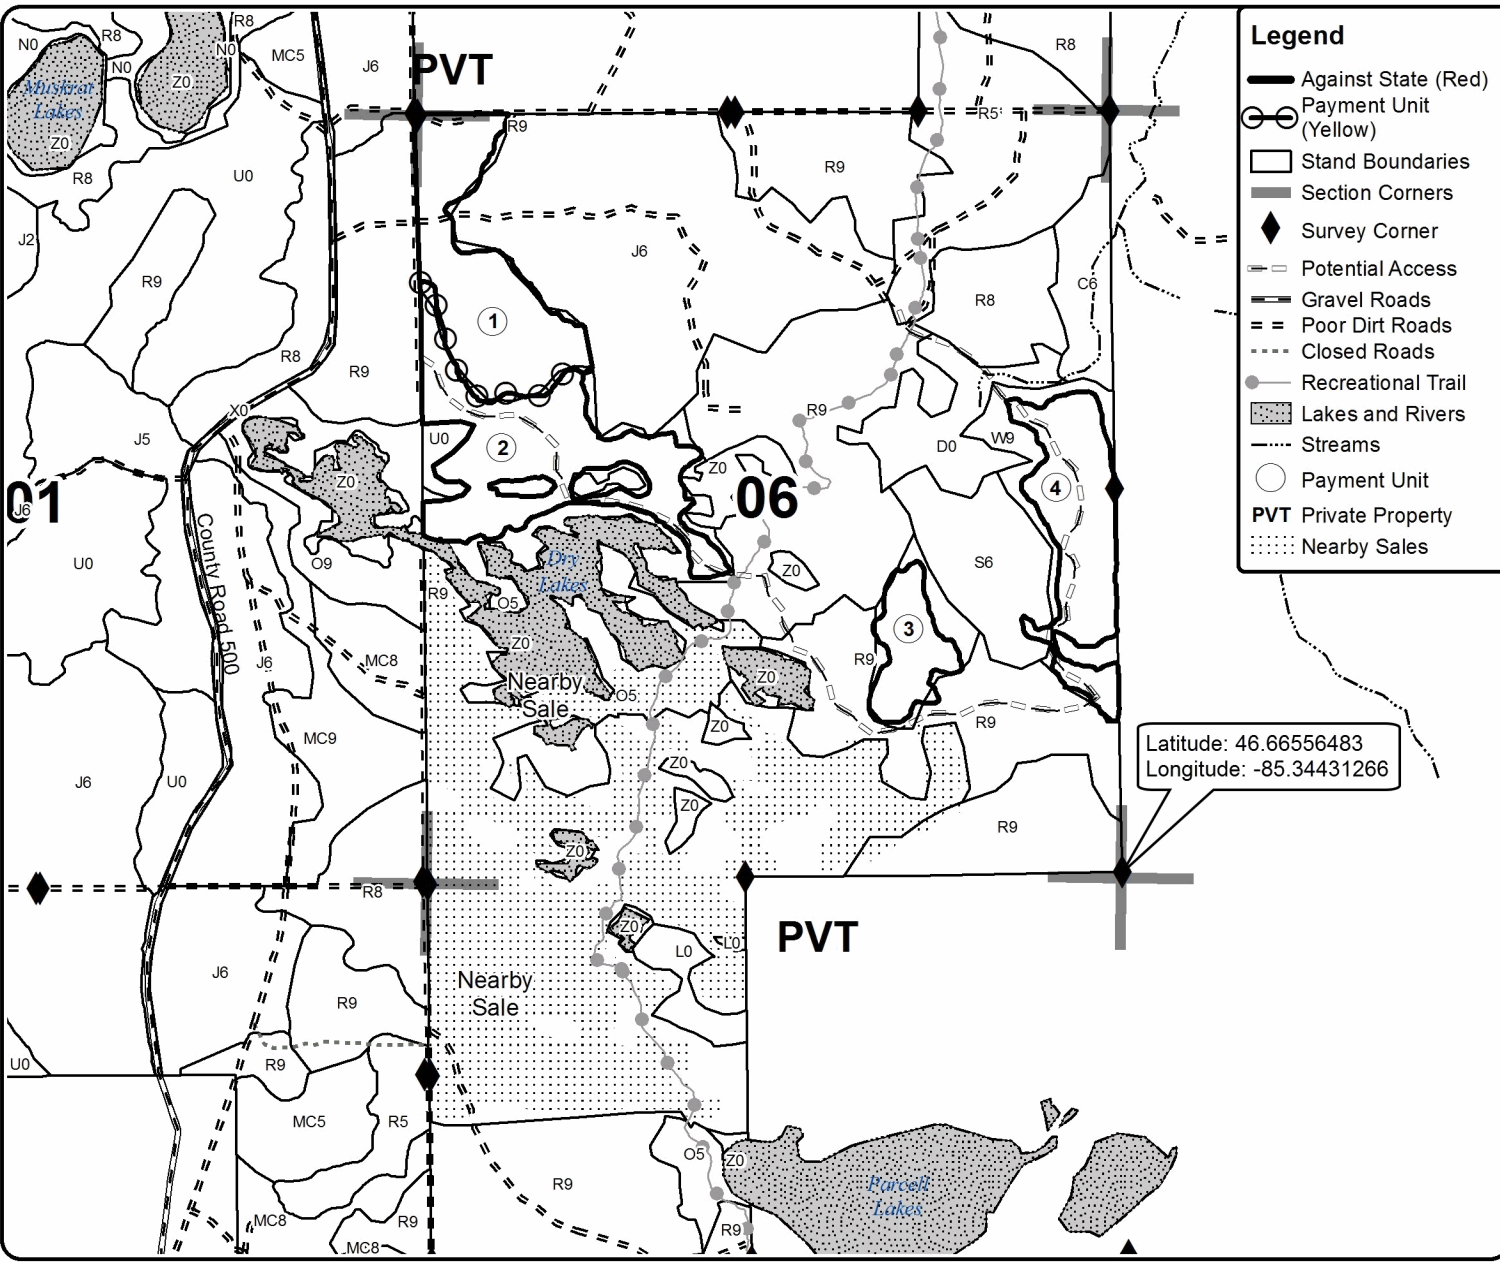 R8
N0
R8
N0
MC5
J6
PVT
R8
N0
Z0
Muskrat
Lakes
Z0
R9
R5
R8
U0
R9
J2
R9
J6
R8
C6
1
R8
R9
X0
J5
R9
U0
2
D0
W9
Z0
Z0
06
4
01
J6
County Road 500
U0
O9
Dry
Lakes
Z0
S6
R9
O5
Z0
3
J6
MC8
R9
Z0
Nearby
Sale
O5
Z0
R9
MC9
Z0
J6
U0
Z0
Z0
R9
Z0
R8
Z0
L0
L0
PVT
J6
R9
Nearby
Sale
U0
R9
MC5
R5
O5
Z0
R9
Parcell
Lakes
MC8
R9
R9
MC8
Latitude: 46.66556483
Longitude: -85.34431266
Legend
Against State (Red)
Payment Unit
(Yellow)
Stand Boundaries
Section Corners
Survey Corner
Potential Access
Gravel Roads
Poor Dirt Roads
Closed Roads
Recreational Trail
Lakes and Rivers
Streams
Payment Unit
PVT Private Property
Nearby Sales